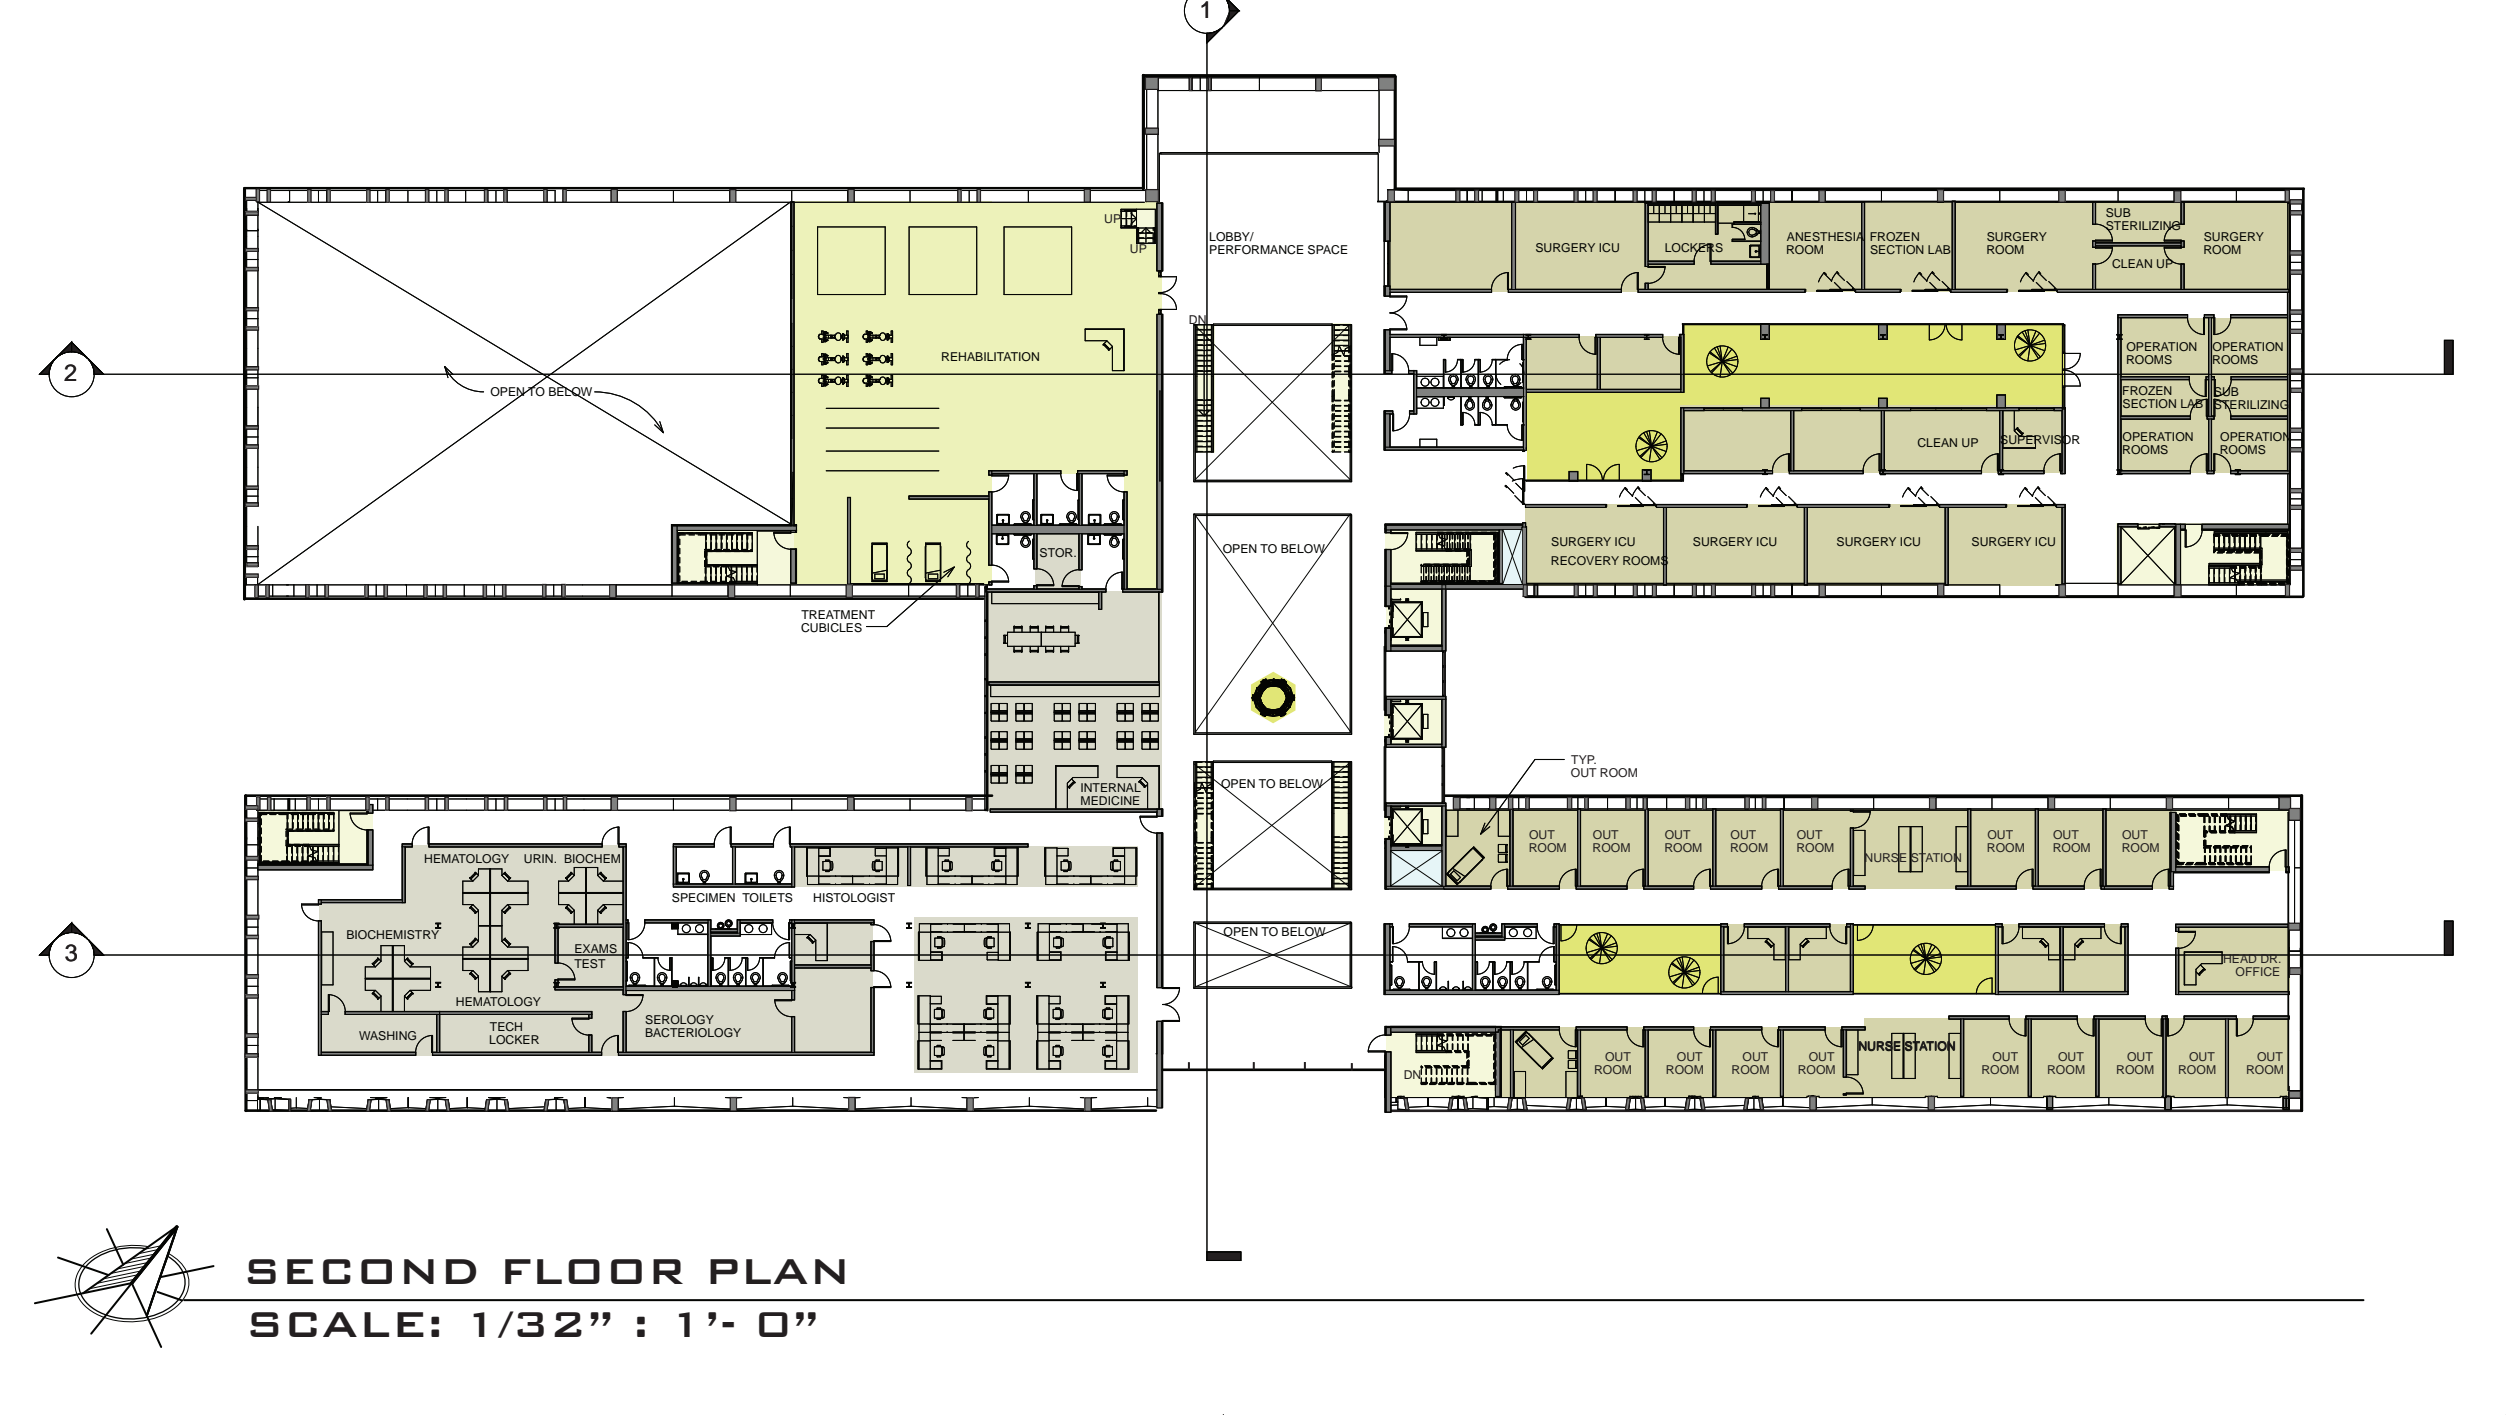 1
UP
UP
LOBBY/
PERFORMANCE SPACE
SURGERY ICU
LOCKERS
ANESTHESIA
ROOM
FROZEN
SECTION LAB
SURGERY
ROOM
SUB
STERILIZING
CLEAN UP
SURGERY
ROOM
DN
2
OPEN TO BELOW
REHABILITATION
OPERATION
ROOMS
OPERATION
ROOMS
FROZEN
SECTION LAB
SUB
STERILIZING
CLEAN UP
SUPERVISOR
OPERATION
ROOMS
OPERATION
ROOMS
STOR.
OPEN TO BELOW
SURGERY ICU
RECOVERY ROOMS
SURGERY ICU
SURGERY ICU
SURGERY ICU
TREATMENT
CUBICLES
TYP.
OUT ROOM
INTERNAL
MEDICINE
OPEN TO BELOW
OUT
ROOM
OUT
ROOM
OUT
ROOM
OUT
ROOM
OUT
ROOM
NURSE STATION
OUT
ROOM
OUT
ROOM
OUT
ROOM
HEMATOLOGY
URIN.
BIOCHEM
SPECIMEN TOILETS
HISTOLOGIST
3
BIOCHEMISTRY
EXAMS
TEST
OPEN TO BELOW
HEAD DR.
OFFICE
HEMATOLOGY
WASHING
TECH
LOCKER
SEROLOGY
BACTERIOLOGY
DN
OUT
ROOM
OUT
ROOM
OUT
ROOM
OUT
ROOM
NURSE STATION
OUT
ROOM
OUT
ROOM
OUT
ROOM
OUT
ROOM
OUT
ROOM
SECOND FLOOR PLAN
SCALE: 1/32” : 1’- 0”